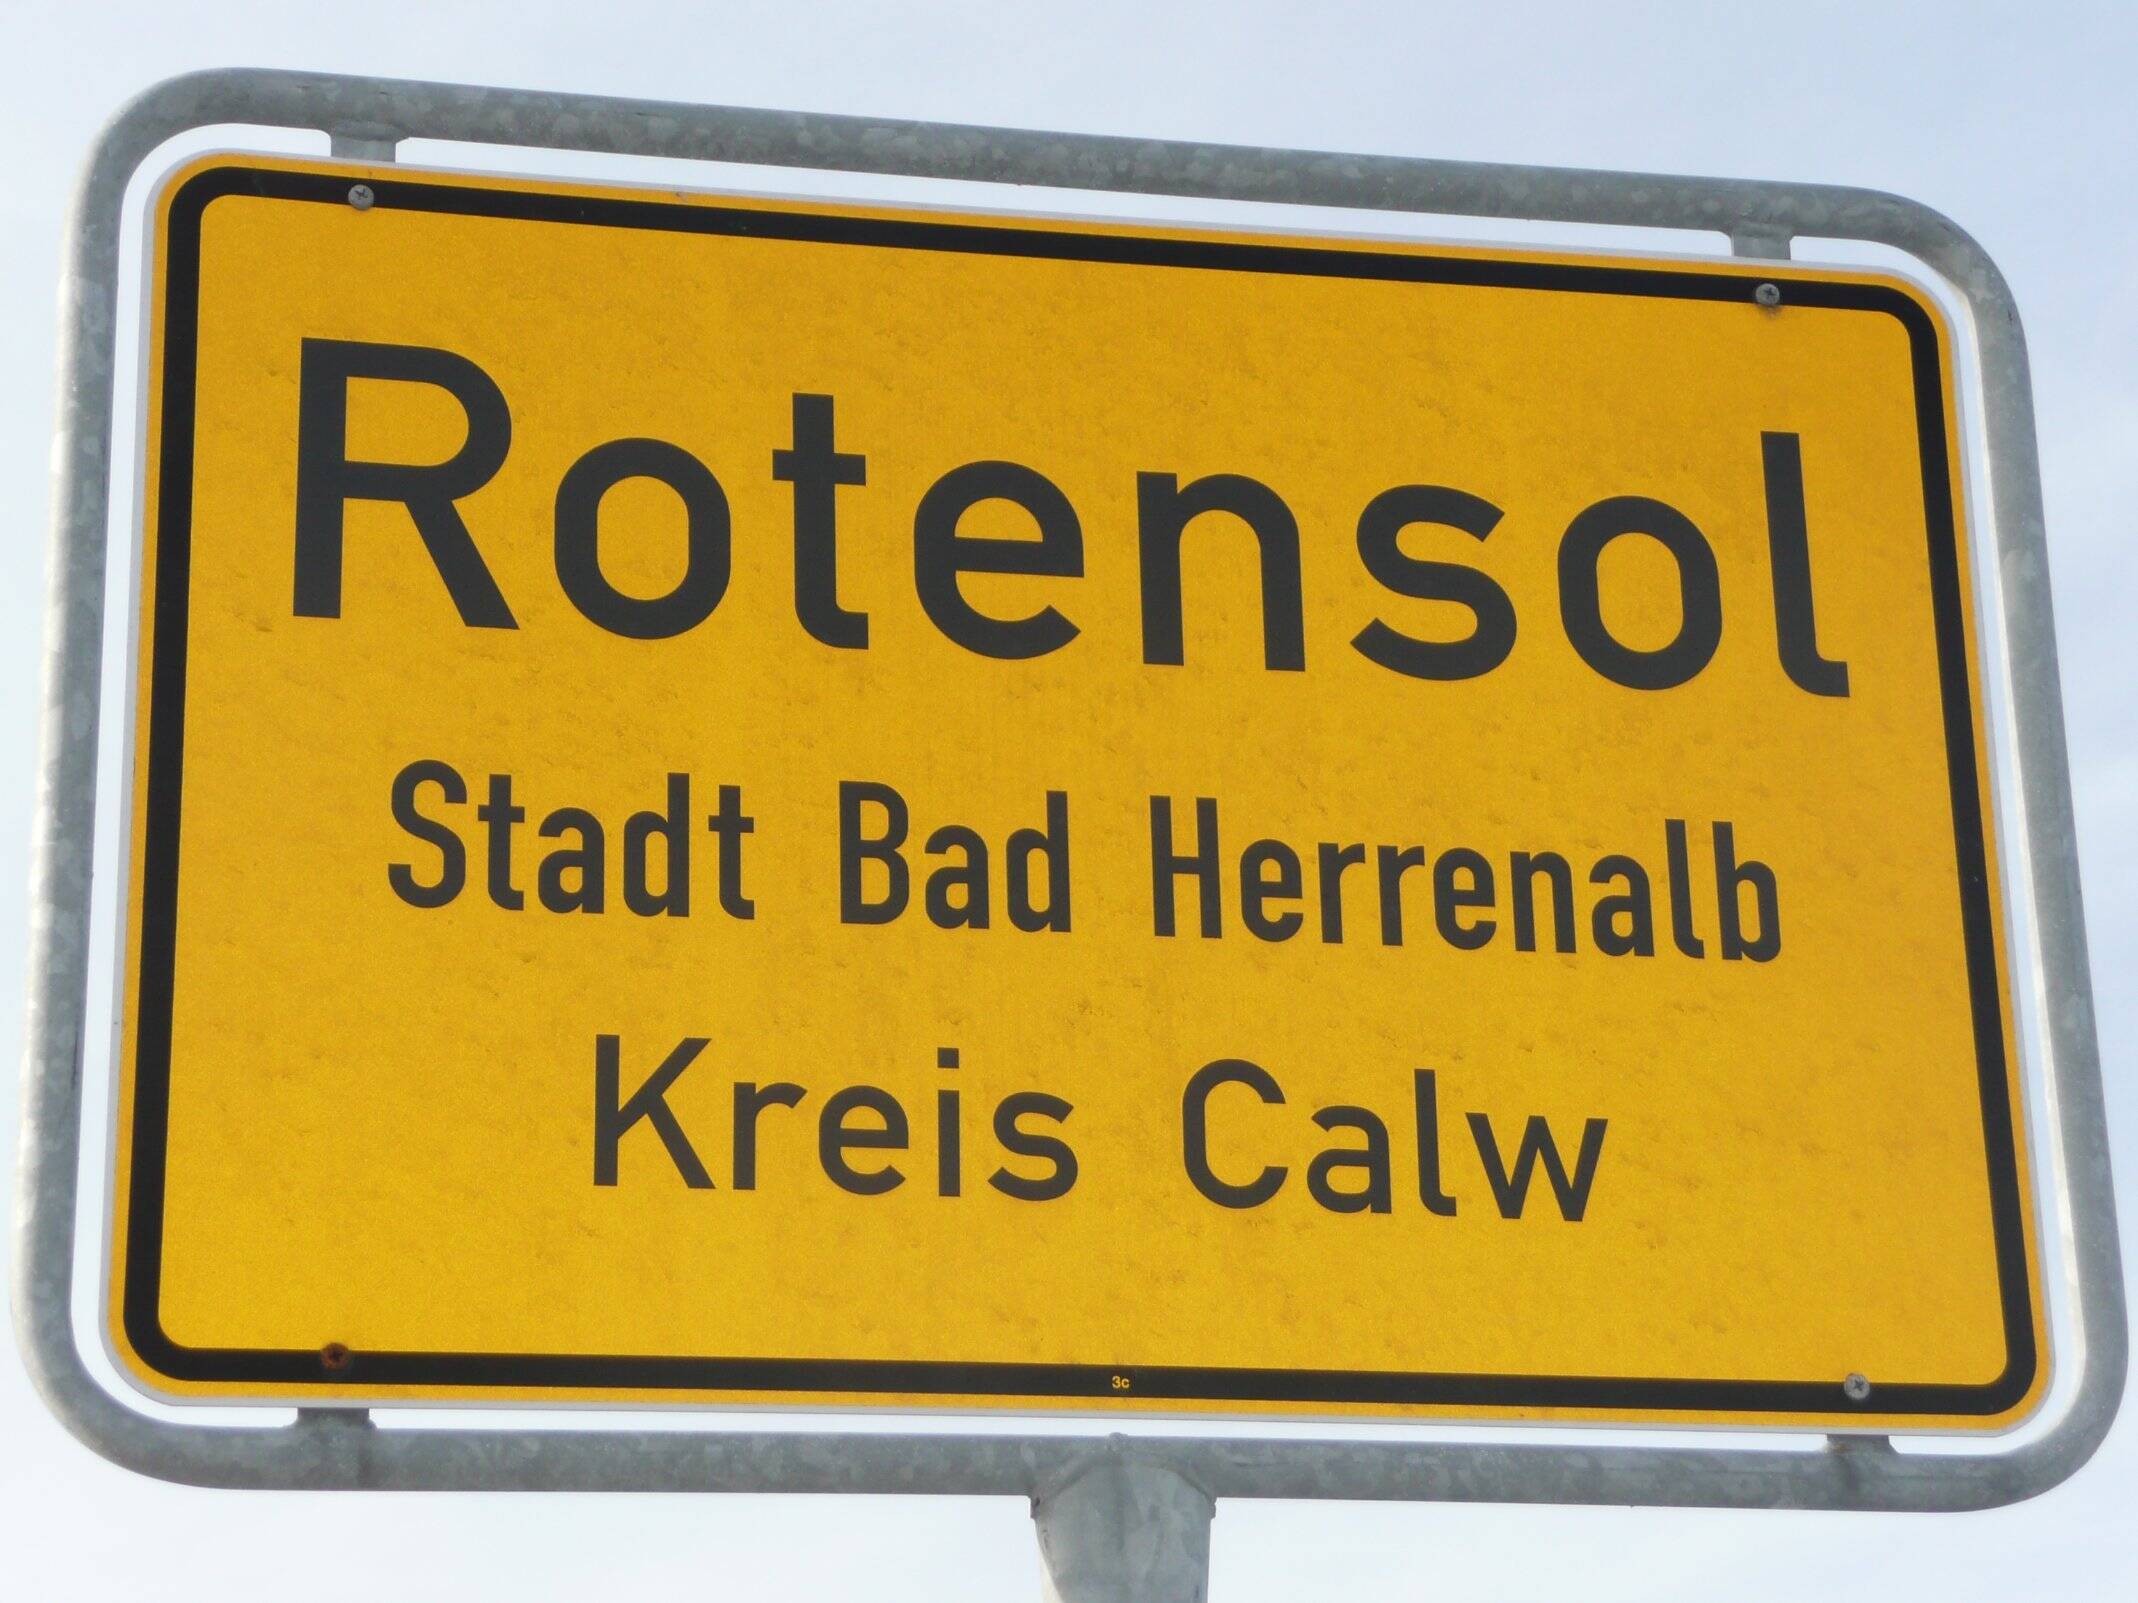 Rotensol
Stadt Bad Herrenalb
Kreis Calw
3c